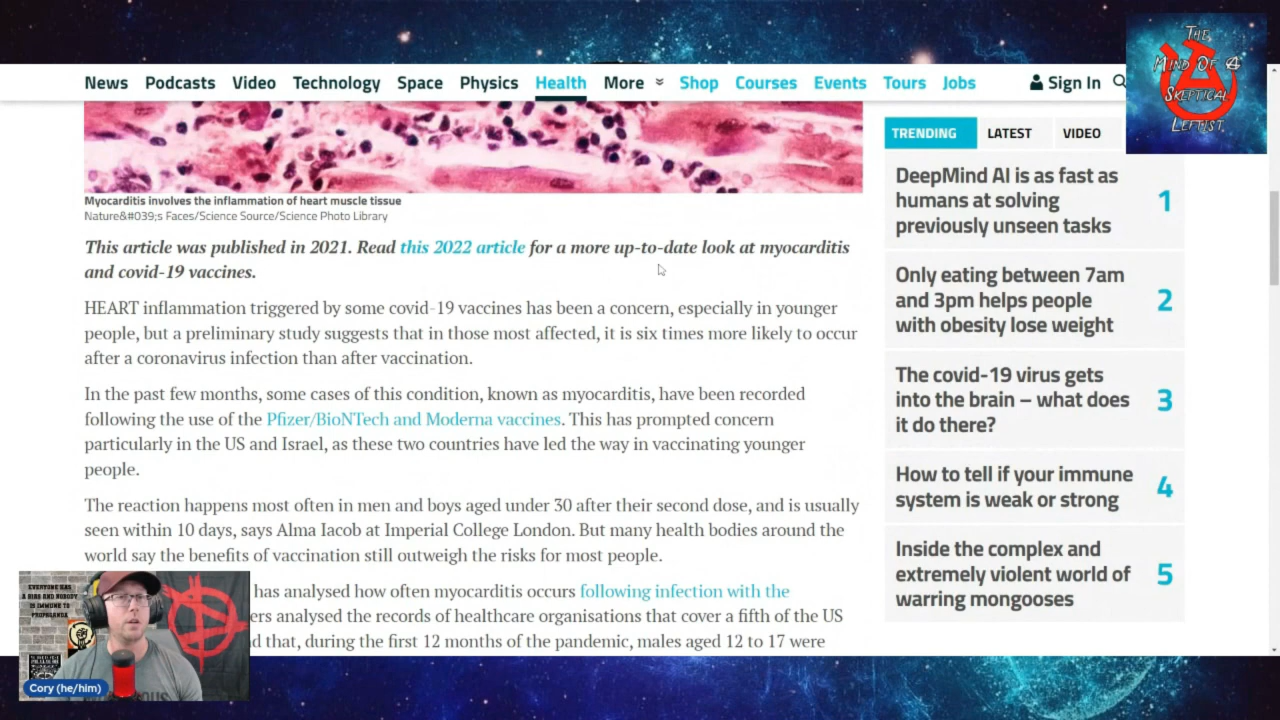 News Podcasts Video Technology Space Physics Health More Shop Courses Events Tours Jobs Sign In
THE
MIND OF A
SKEPTICAL
LEFTIST
Myocarditis involves the inflammation of heart muscle tissue
Nature&#039;s Faces/Science Source/Science Photo Library
This article was published in 2021. Read this 2022 article for a more up-to-date look at myocarditis
and covid-19 vaccines.
HEART inflammation triggered by some covid-19 vaccines has been a concern, especially in younger
people, but a preliminary study suggests that in those most affected, it is six times more likely to occur
after a coronavirus infection than after vaccination.
In the past few months, some cases of this condition, known as myocarditis, have been recorded
following the use of the Pfizer/BioNTech and Moderna vaccines. This has prompted concern
particularly in the US and Israel, as these two countries have led the way in vaccinating younger
people.
The reaction happens most often in men and boys aged under 30 after their second dose, and is usually
seen within 10 days, says Alma Iacob at Imperial College London. But many health bodies around the
world say the benefits of vaccination still outweigh the risks for most people.
has analysed how often myocarditis occurs following infection with the
ers analysed the records of healthcare organisations that cover a fifth of the US
d that, during the first 12 months of the pandemic, males aged 12 to 17 were
TRENDING LATEST VIDEO
DeepMind AI is as fast as
humans at solving
previously unseen tasks
1
Only eating between 7am
and 3pm helps people
with obesity lose weight
2
The covid-19 virus gets
into the brain – what does
it do there?
3
How to tell if your immune
system is weak or strong
4
Inside the complex and
extremely violent world of
warring mongooses
5
EVERYONE HAS
A BIAS AND NOBODY
IS IMMUNE TO
PROPAGANDA
Cory (he/him)